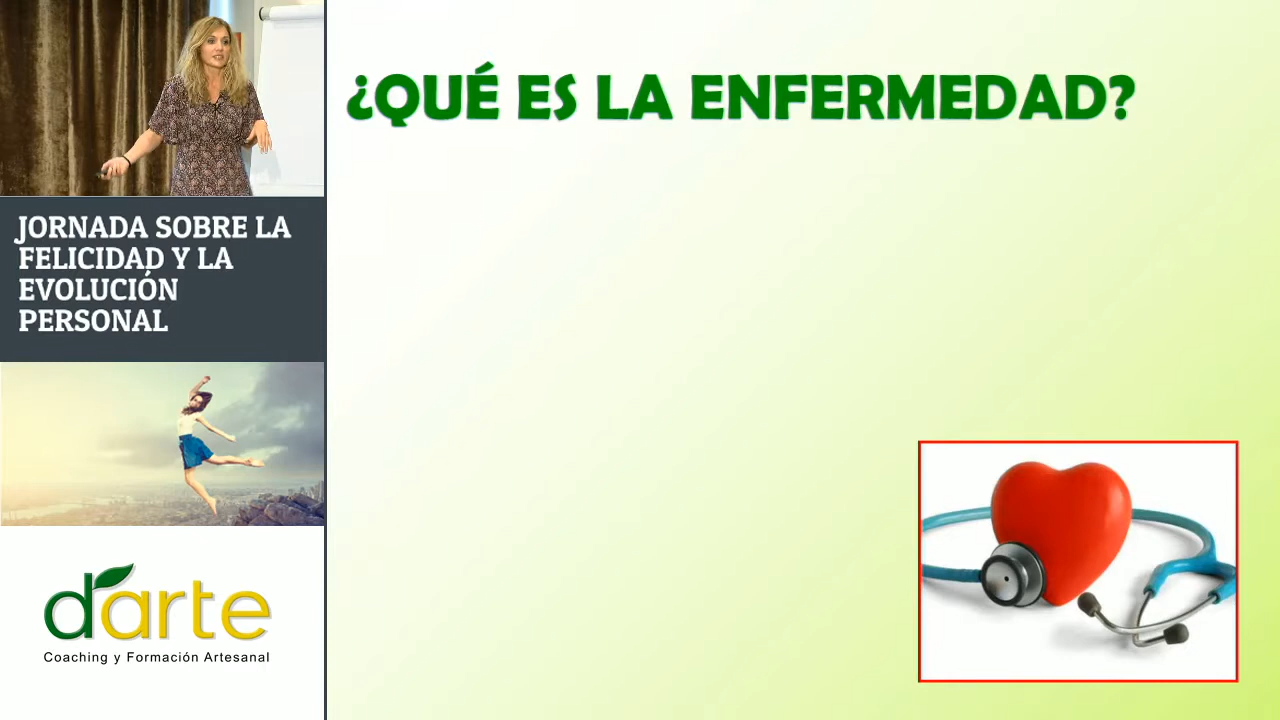 ¿QUÉ ES LA ENFERMEDAD?
JORNADA SOBRE LA
FELICIDAD Y LA
EVOLUCIÓN
PERSONAL
d'arte
Coaching y Formación Artesanal